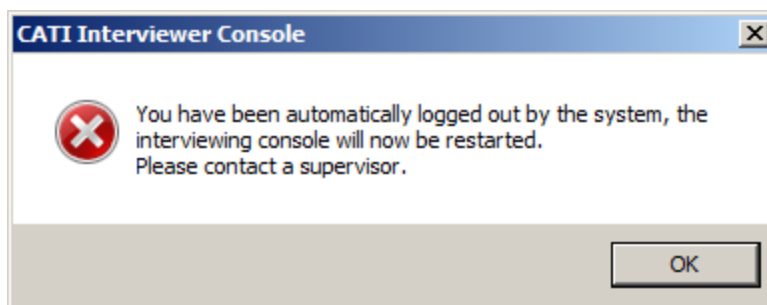 CATI Interviewer Console
You have been automatically logged out by the system, the
interviewing console will now be restarted.
Please contact a supervisor.
OK